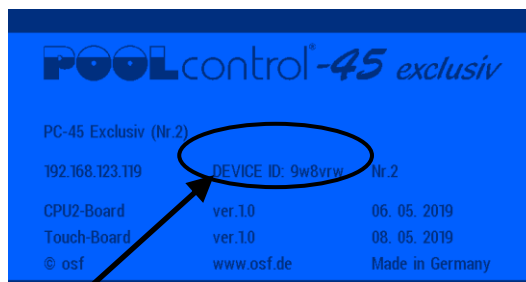 POOLcontrol®-45 exclusiv
PC-45 Exclusiv (Nr.2)
192.168.123.119 DEVICE ID: 9w8vrw Nr.2
CPU2-Board ver.1.0 06. 05. 2019
Touch-Board ver.1.0 08. 05. 2019
© osf www.osf.de Made in Germany